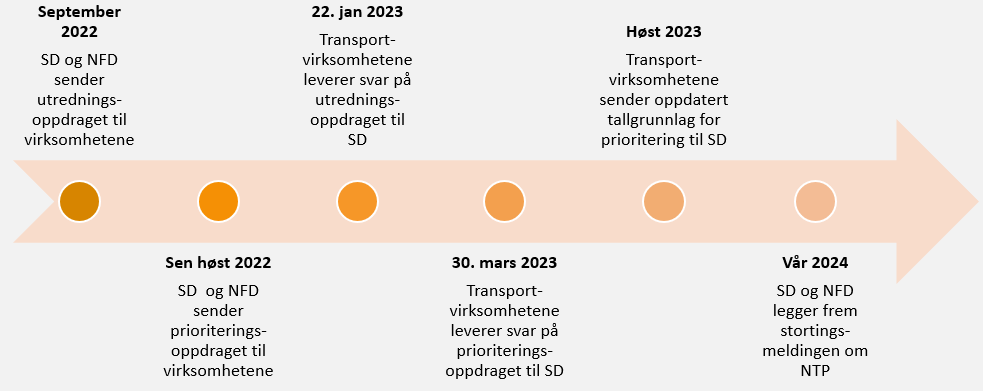 September
2022
SD og NFD
sender
utrednings-
oppdraget til
virksomhetene
Sen høst 2022
SD  og NFD
sender
prioriterings-
oppdraget til
virksomhetene
22. jan 2023
Transport-
virksomhetene
leverer svar på
utrednings-
oppdraget til
SD
30. mars 2023
Transport-
virksomhetene
leverer svar på
prioriterings-
oppdraget til SD
Høst 2023
Transport-
virksomhetene
sender oppdatert
tallgrunnlag for
prioritering til SD
Vår 2024
SD og NFD
legger frem
stortings-
meldingen om
NTP